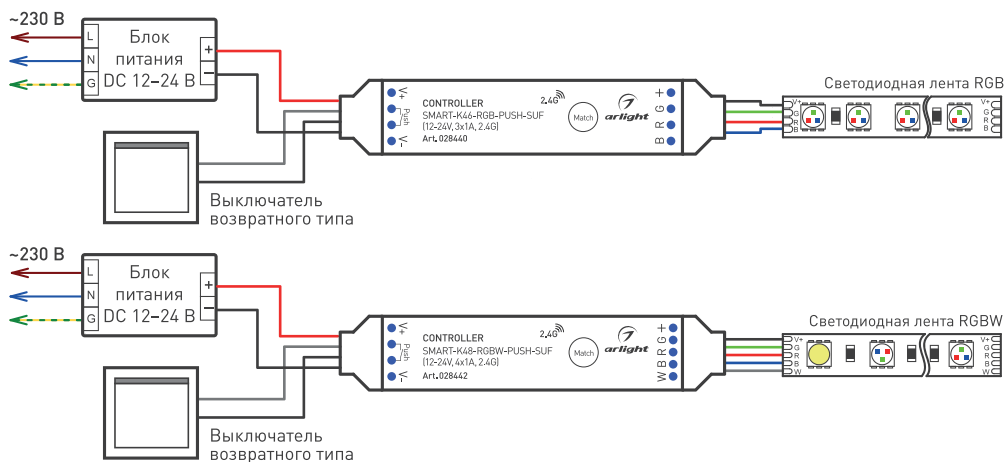 ~230 В
L
N
G
Блок
питания
DC 12–24 В
+
–
Выключатель
возвратного типа
V+
Push
V-
CONTROLLER
SMART-K46-RGB-PUSH-SUF
(12-24V, 3x1A, 2.4G)
Art. 028440
2.4G
Match
arlight
+
G
R
B
Светодиодная лента RGB
V+
G
R
B
V+
G
R
B
~230 В
L
N
G
Блок
питания
DC 12–24 В
+
–
Выключатель
возвратного типа
V+
Push
V-
CONTROLLER
SMART-K48-RGBW-PUSH-SUF
(12-24V, 4x1A, 2.4G)
Art. 028442
2.4G
Match
arlight
+
G
R
B
W
Светодиодная лента RGBW
V+
G
R
B
W
V+
G
R
B
W